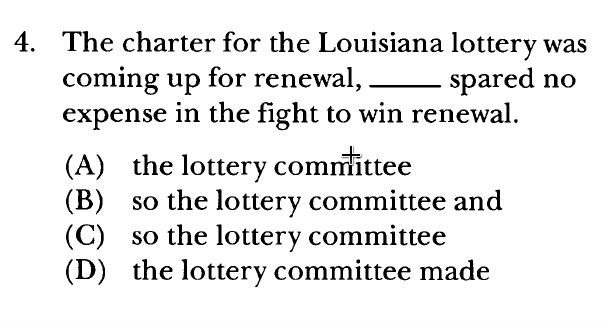 4. The charter for the Louisiana lottery was
coming up for renewal, _____ spared no
expense in the fight to win renewal.
(A) the lottery committee
(B) so the lottery committee and
(C) so the lottery committee
(D) the lottery committee made